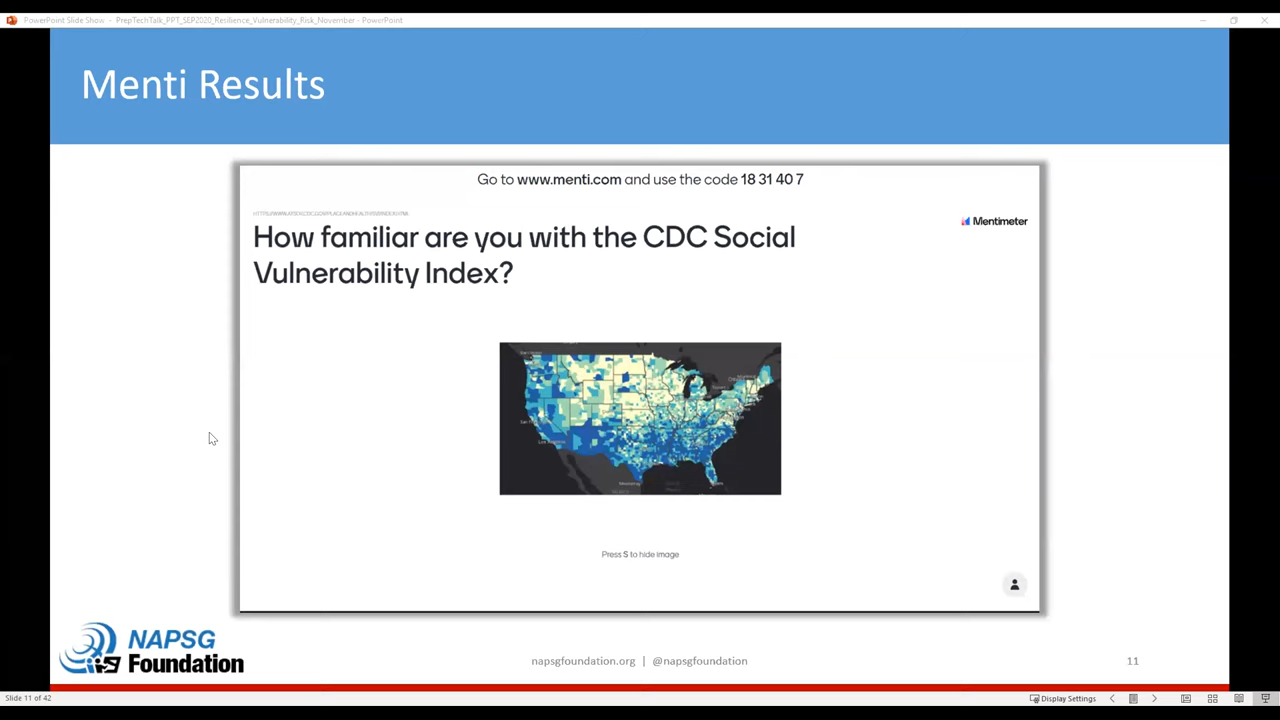 PowerPoint Slide Show - PrepTechTalk_PPT_SEP2020_Resilience_Vulnerability_Risk_November - PowerPoint
Menti Results
Go to www.menti.com and use the code 18 31 40 7
How familiar are you with the CDC Social
Vulnerability Index?
Mentimeter
Press S to hide image
NAPSG
Foundation
napsgfoundation.org | @napsgfoundation
11
Slide 11 of 42
Display Settings